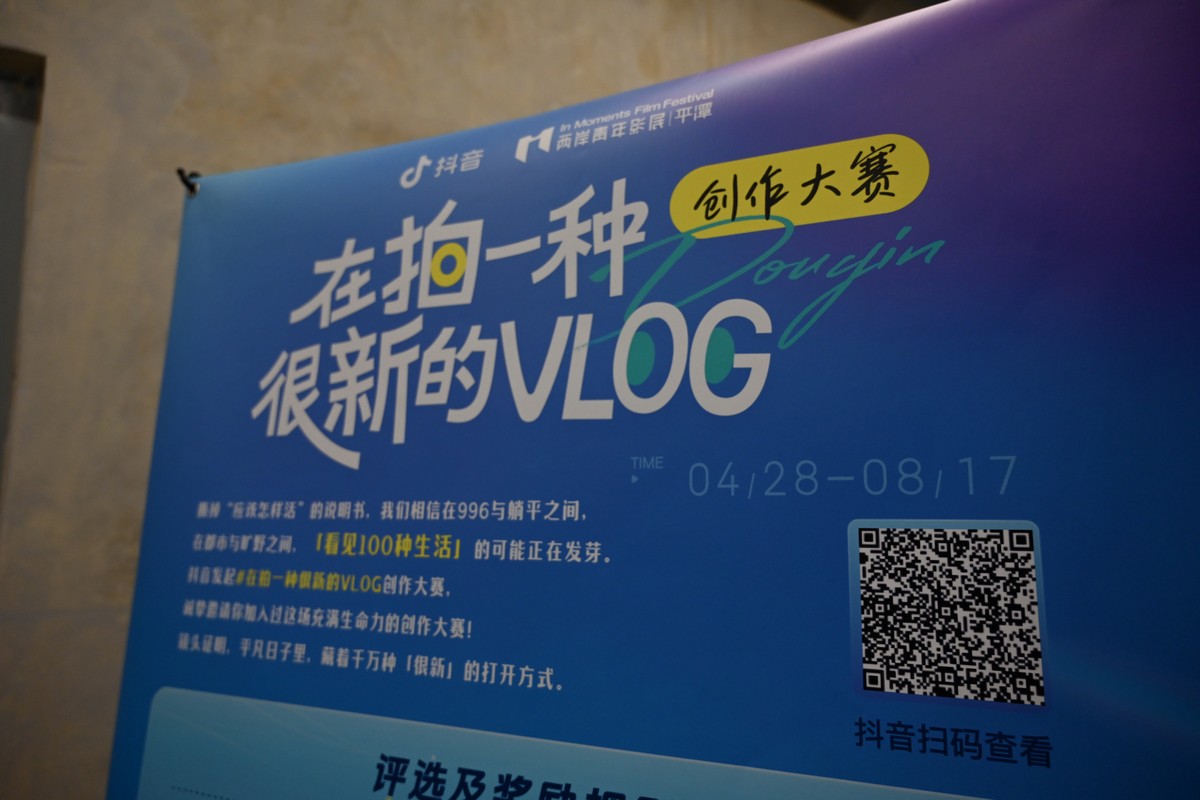 抖音
In Moments Film Festival
两岸青年影展|平潭
创作大赛
在拍一种
Douyin
很新的VLOG
TIME
04/28—08/17
撕掉“应该怎样活”的说明书，我们相信在996与躺平之间，
在都市与旷野之间，「看见100种生活」的可能正在发芽。
抖音发起#在拍一种很新的VLOG创作大赛，
诚挚邀请你加入过这场充满生命力的创作大赛！
镜头证明，平凡日子里，藏着千万种「很新」的打开方式。
抖音扫码查看
评选及奖励规